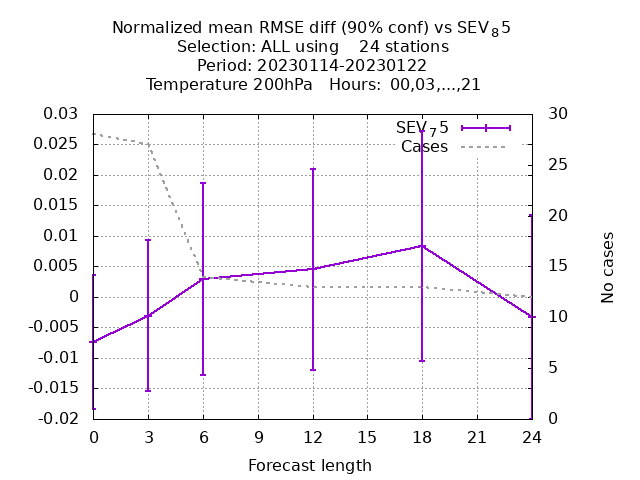 Normalized mean RMSE diff (90% conf) vs SEV₈5
Selection: ALL using    24 stations
Period: 20230114-20230122
Temperature 200hPa   Hours:  00,03,...,21
0.03
0.025
0.02
0.015
0.01
0.005
0
-0.005
-0.01
-0.015
-0.02
SEV₇5
Cases
30
25
20
15
10
5
0
No cases
0 3 6 9 12 15 18 21 24
Forecast length